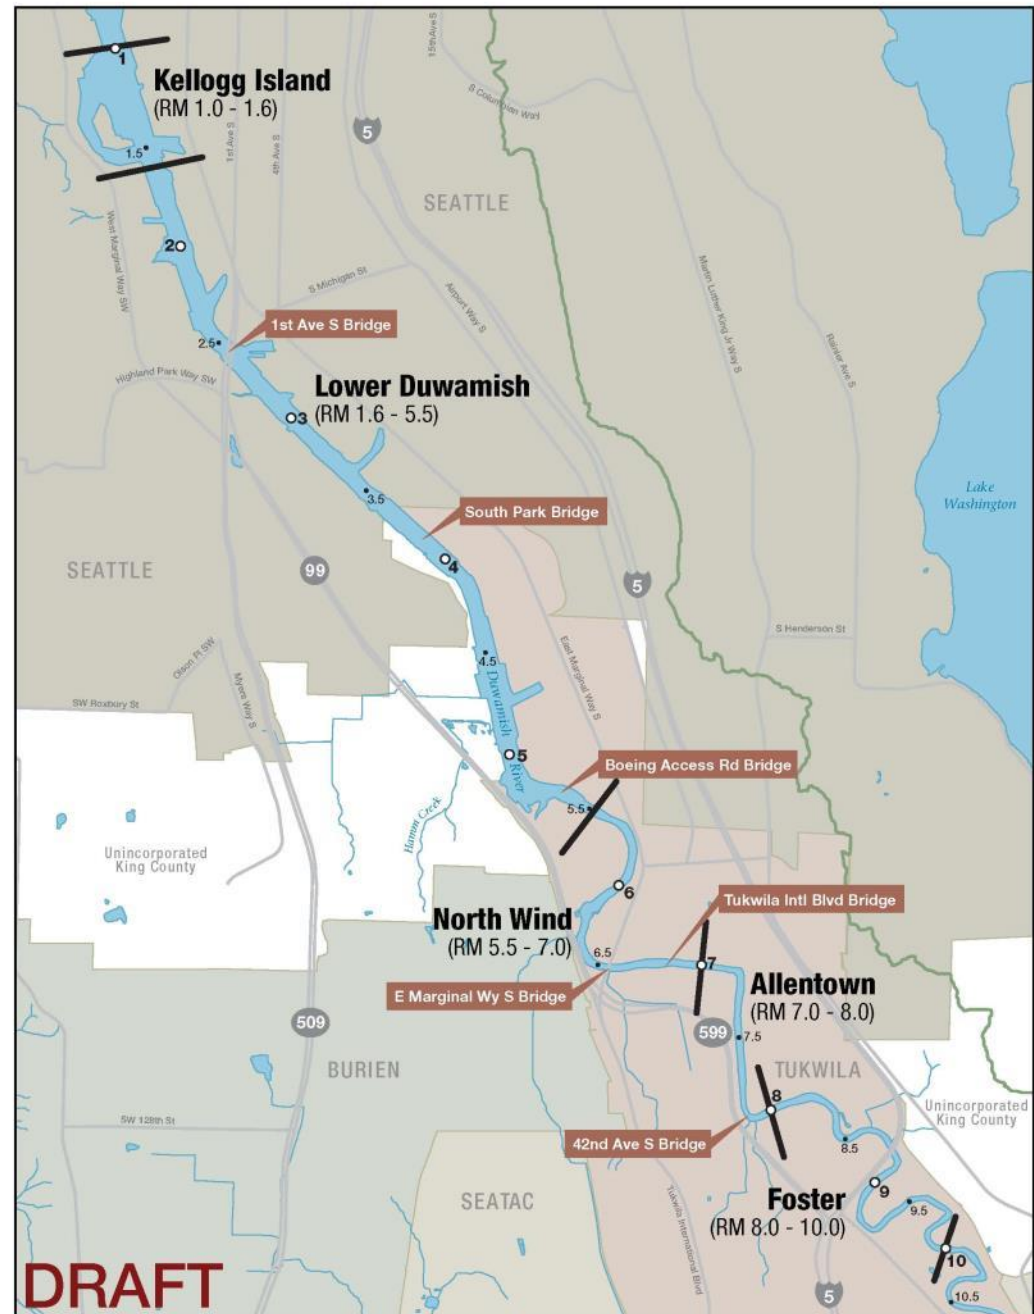 1
Kellogg Island
(RM 1.0 - 1.6)
1.5
West Marginal Way SW
1st Ave S
4th Ave S
15th Ave S
S Columbian Way
5
SEATTLE
2
S Michigan St
Airport Way S
Martin Luther King Jr Way S
Rainier Ave S
1st Ave S Bridge
2.5
Highland Park Way SW
Lower Duwamish
(RM 1.6 - 5.5)
3
3.5
South Park Bridge
Lake
Washington
4
SEATTLE
99
5
S Henderson St
Olson Pl SW
Myers Way S
4.5
Duwamish
River
East Marginal Way S
SW Roxbury St
5
Boeing Access Rd Bridge
5.5
Hamm Creek
Unincorporated
King County
6
North Wind
(RM 5.5 - 7.0)
Tukwila Intl Blvd Bridge
6.5
7
E Marginal Wy S Bridge
Allentown
(RM 7.0 - 8.0)
509
599
7.5
BURIEN
TUKWILA
8
Unincorporated
King County
SW 128th St
42nd Ave S Bridge
8.5
SEATAC
Tukwila International Blvd
Foster
(RM 8.0 - 10.0)
9
9.5
10
DRAFT
5
10.5